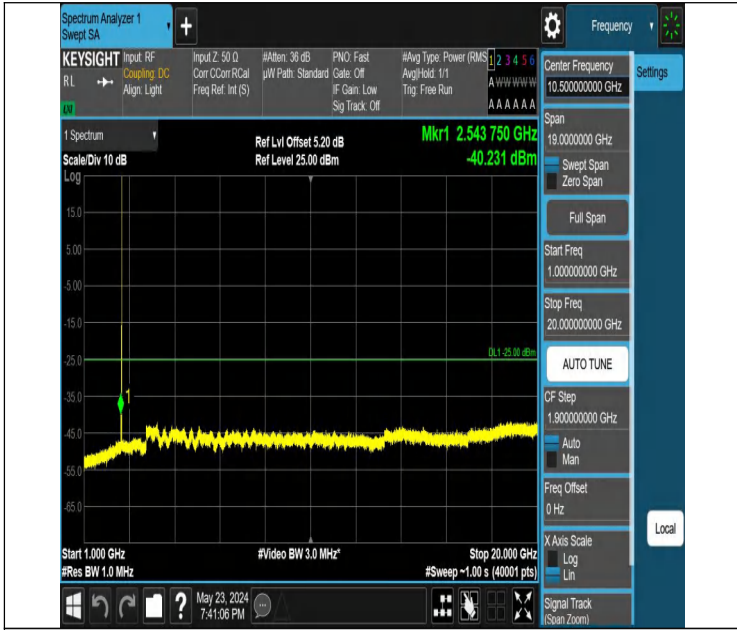 Spectrum Analyzer 1
Swept SA
+
Frequency
KEYSIGHT
RL
Input: RF
Coupling: DC
Align: Light
Input Z: 50 Ω
Corr CCorr RCal
Freq Ref: Int (S)
#Atten: 36 dB
µW Path: Standard
PNO: Fast
Gate: Off
IF Gain: Low
Sig Track: Off
#Avg Type: Power (RMS
Avg|Hold: 1/1
Trig: Free Run
1 2 3 4 5 6
A W W W W W
A A A A A A
1 Spectrum
Scale/Div 10 dB
Log
Ref Lvl Offset 5.20 dB
Ref Level 25.00 dBm
Mkr1 2.543 750 GHz
-40.231 dBm
15.0
5.00
-5.00
-15.0
-25.0
-35.0
-45.0
-55.0
-65.0
DL1 -25.00 dBm
1
Start 1.000 GHz
#Res BW 1.0 MHz
#Video BW 3.0 MHz*
Stop 20.000 GHz
#Sweep ~1.00 s (40001 pts)
?
May 23, 2024
7:41:06 PM
Center Frequency
10.500000000 GHz
Settings
Span
19.0000000 GHz
Swept Span
Zero Span
Full Span
Start Freq
1.000000000 GHz
Stop Freq
20.000000000 GHz
AUTO TUNE
CF Step
1.900000000 GHz
Auto
Man
Freq Offset
0 Hz
X Axis Scale
Log
Lin
Local
Signal Track
(Span Zoom)